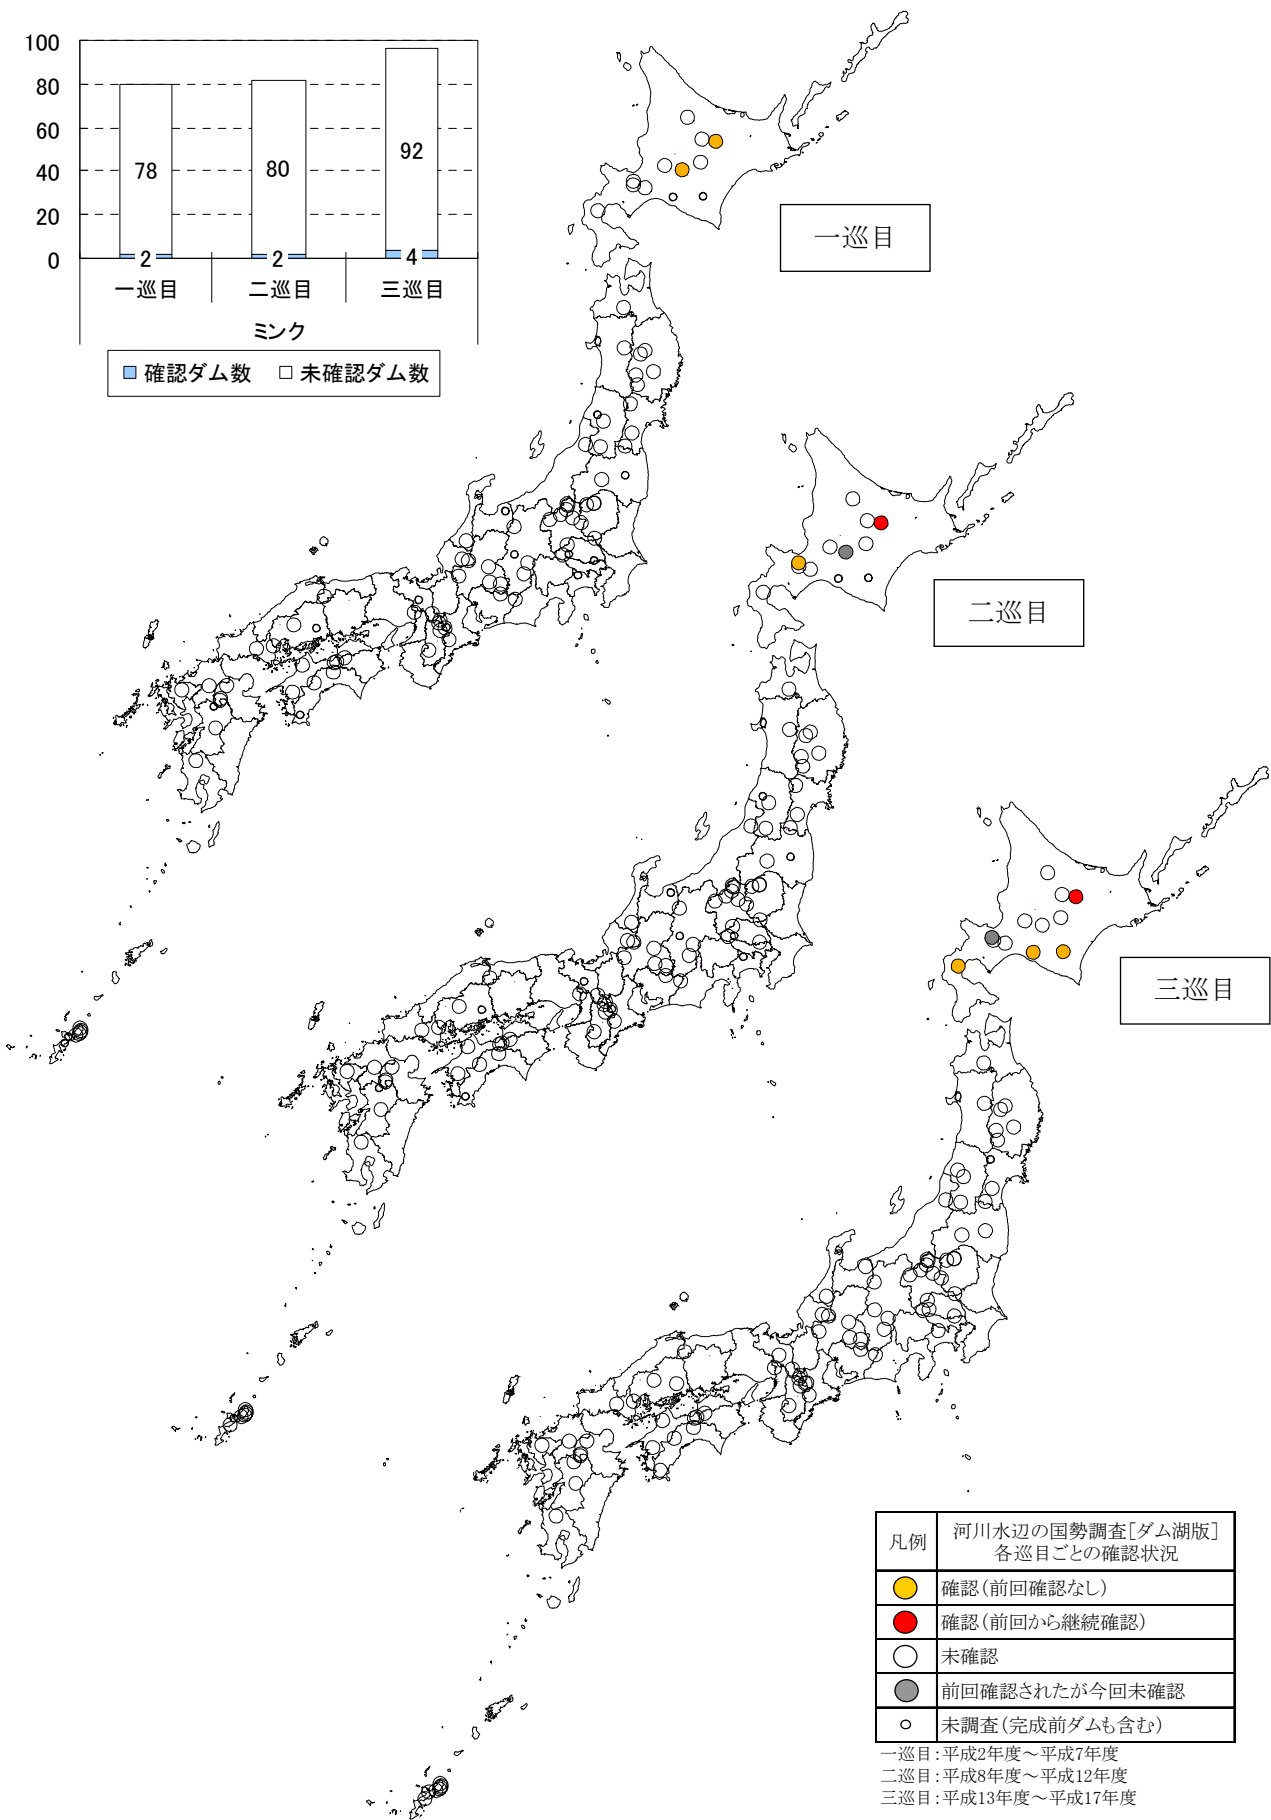 100
80
60
40
20
0
78
80
92
2
2
4
一巡目
二巡目
三巡目
ミンク
確認ダム数
未確認ダム数
一巡目
二巡目
三巡目
凡例
河川水辺の国勢調査[ダム湖版]
各巡目ごとの確認状況
確認(前回確認なし)
確認(前回から継続確認)
未確認
前回確認されたが今回未確認
未調査(完成前ダムも含む)
一巡目:平成2年度～平成7年度
二巡目:平成8年度～平成12年度
三巡目:平成13年度～平成17年度